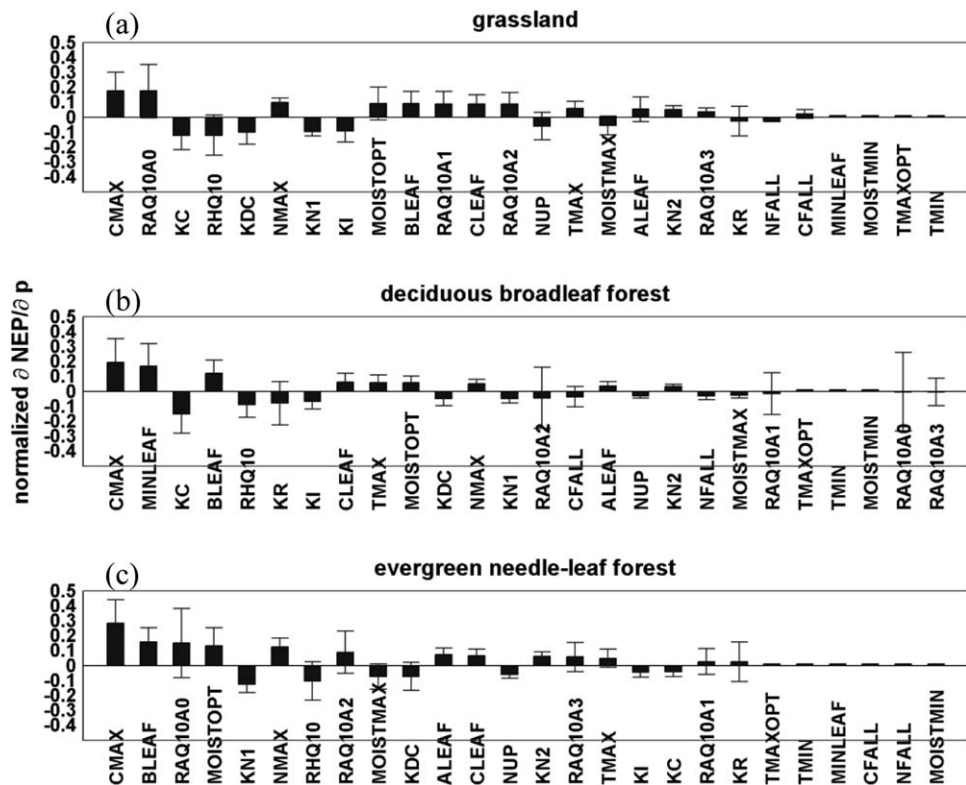 (a) grassland
0.5
0.4
0.3
0.2
0.1
0
-0.1
-0.2
-0.3
-0.4
CMAX
RAQ10A0
KC
RHQ10
KDC
NMAX
KN1
KI
MOISTOPT
BLEAF
RAQ10A1
CLEAF
RAQ10A2
NUP
TMAX
MOISTMAX
ALEAF
KN2
RAQ10A3
KR
NFALL
CFALL
MINLEAF
MOISTMIN
TMAXOPT
TMIN
normalized ∂ NEP/∂ p
(b) deciduous broadleaf forest
0.5
0.4
0.3
0.2
0.1
0
-0.1
-0.2
-0.3
-0.4
CMAX
MINLEAF
KC
BLEAF
RHQ10
KR
KI
CLEAF
TMAX
MOISTOPT
KDC
NMAX
KN1
RAQ10A2
CFALL
ALEAF
NUP
KN2
NFALL
MOISTMAX
RAQ10A1
TMAXOPT
TMIN
MOISTMIN
RAQ10A0
RAQ10A3
(c) evergreen needle-leaf forest
0.5
0.4
0.3
0.2
0.1
0
-0.1
-0.2
-0.3
-0.4
CMAX
BLEAF
RAQ10A0
MOISTOPT
KN1
NMAX
RHQ10
RAQ10A2
MOISTMAX
KDC
ALEAF
CLEAF
NUP
KN2
RAQ10A3
TMAX
KI
KC
RAQ10A1
KR
TMAXOPT
TMIN
MINLEAF
CFALL
NFALL
MOISTMIN